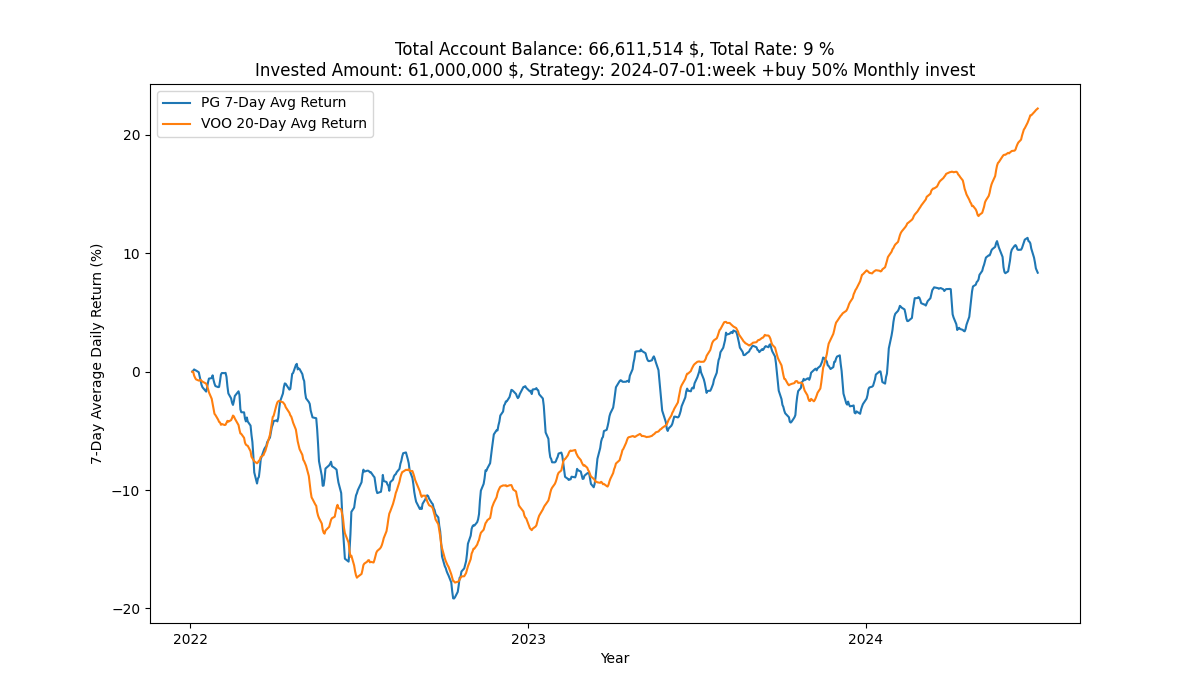 Total Account Balance: 66,611,514 $, Total Rate: 9 %
Invested Amount: 61,000,000 $, Strategy: 2024-07-01:week +buy 50% Monthly invest
PG 7-Day Avg Return
VOO 20-Day Avg Return
7-Day Average Daily Return (%)
20
10
0
−10
−20
2022
2023
2024
Year